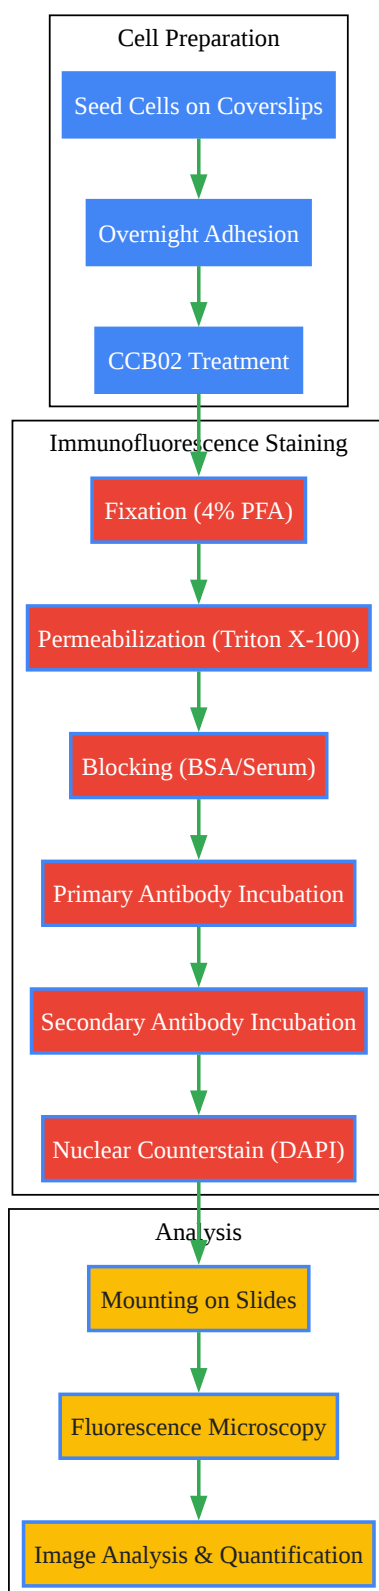 Cell Preparation
Seed Cells on Coverslips
Overnight Adhesion
CCB02 Treatment
Immunofluorescence Staining
Fixation (4% PFA)
Permeabilization (Triton X-100)
Blocking (BSA/Serum)
Primary Antibody Incubation
Secondary Antibody Incubation
Nuclear Counterstain (DAPI)
Analysis
Mounting on Slides
Fluorescence Microscopy
Image Analysis & Quantification